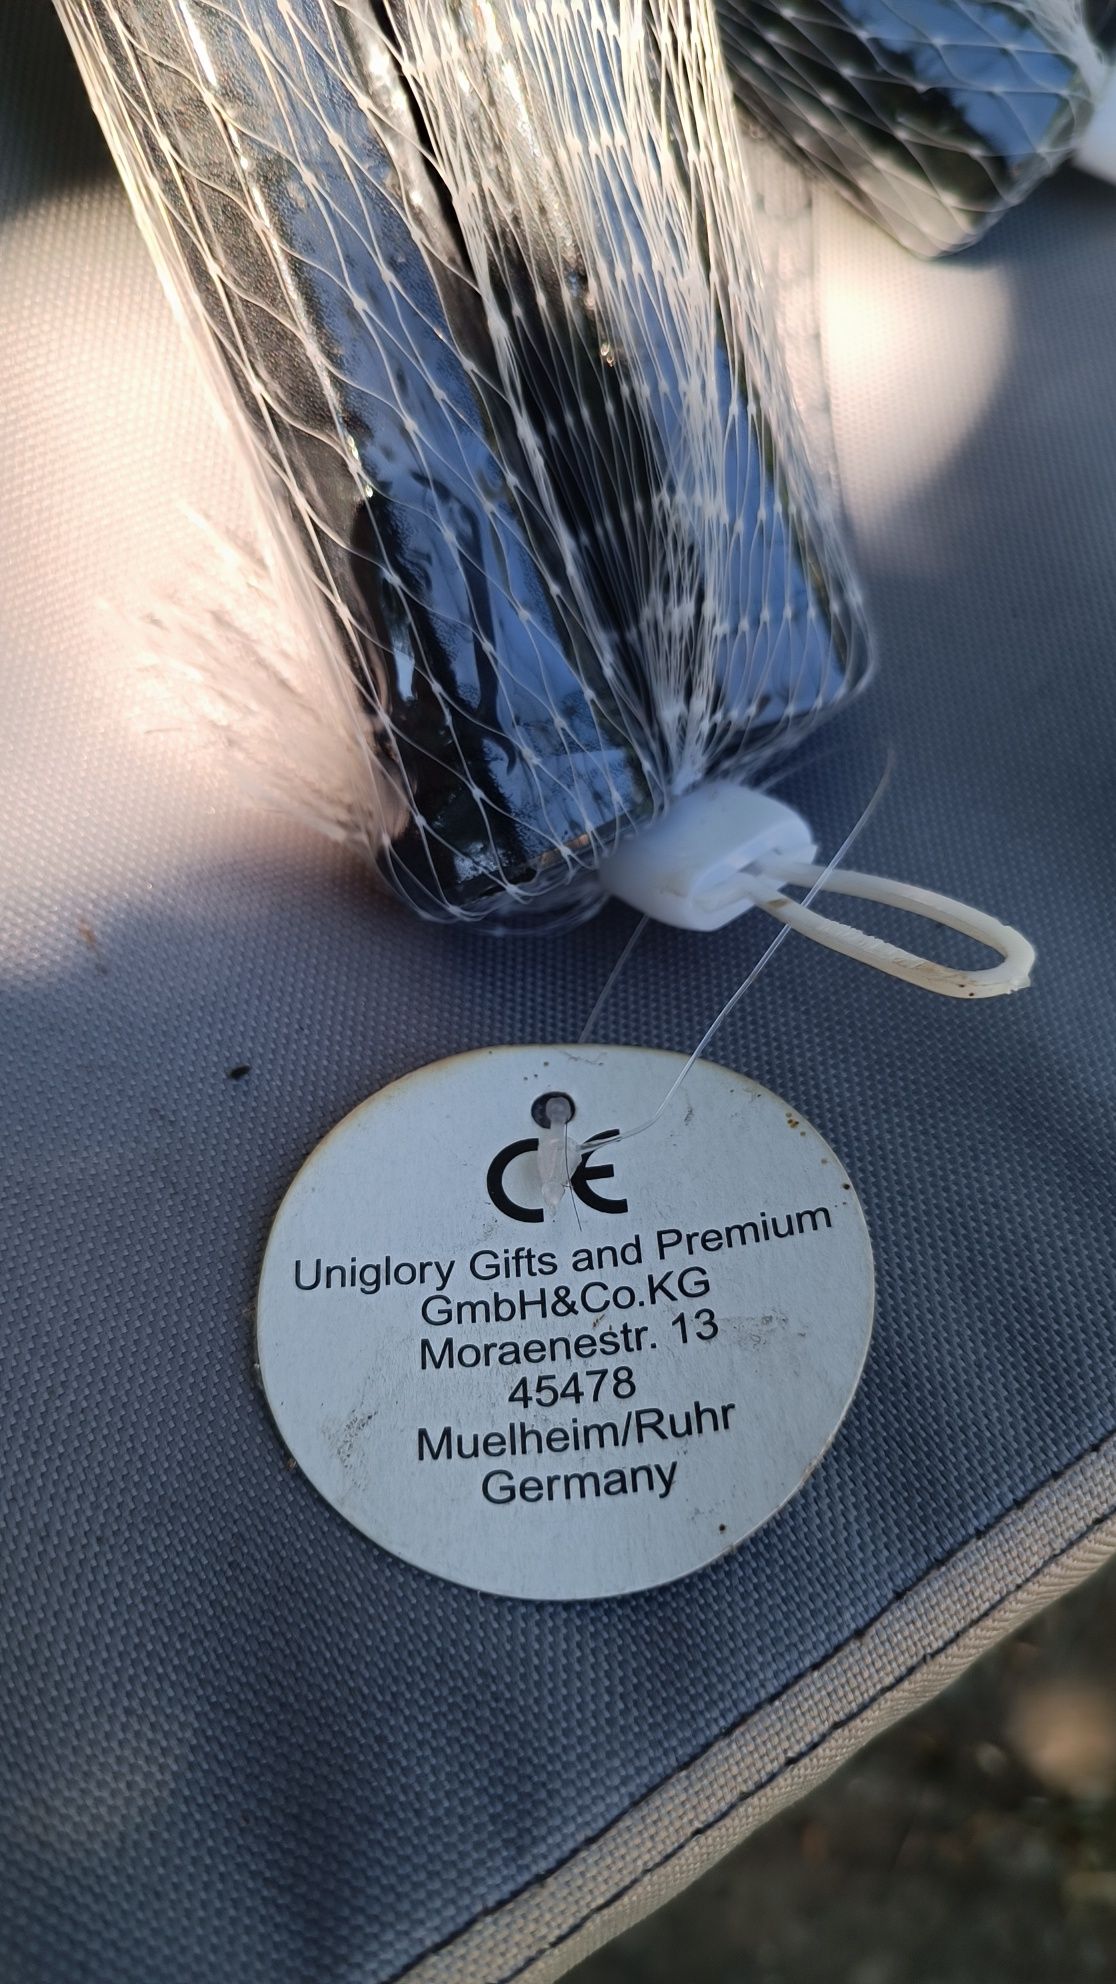 CE
Uniglory Gifts and Premium
GmbH&Co.KG
Moraenestr. 13
45478
Muelheim/Ruhr
Germany